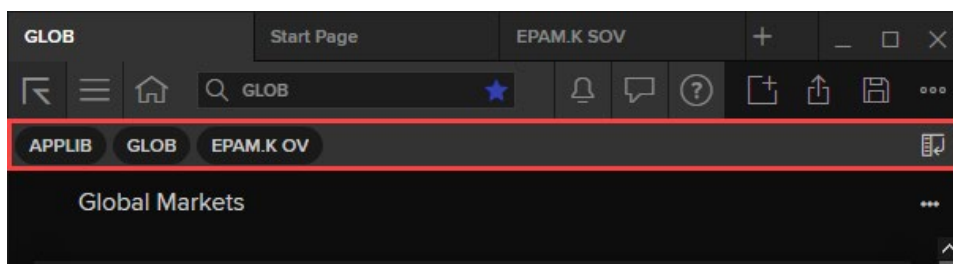 GLOB Start Page EPAM.K SOV
GLOB
APPLIB GLOB EPAM.K OV
Global Markets